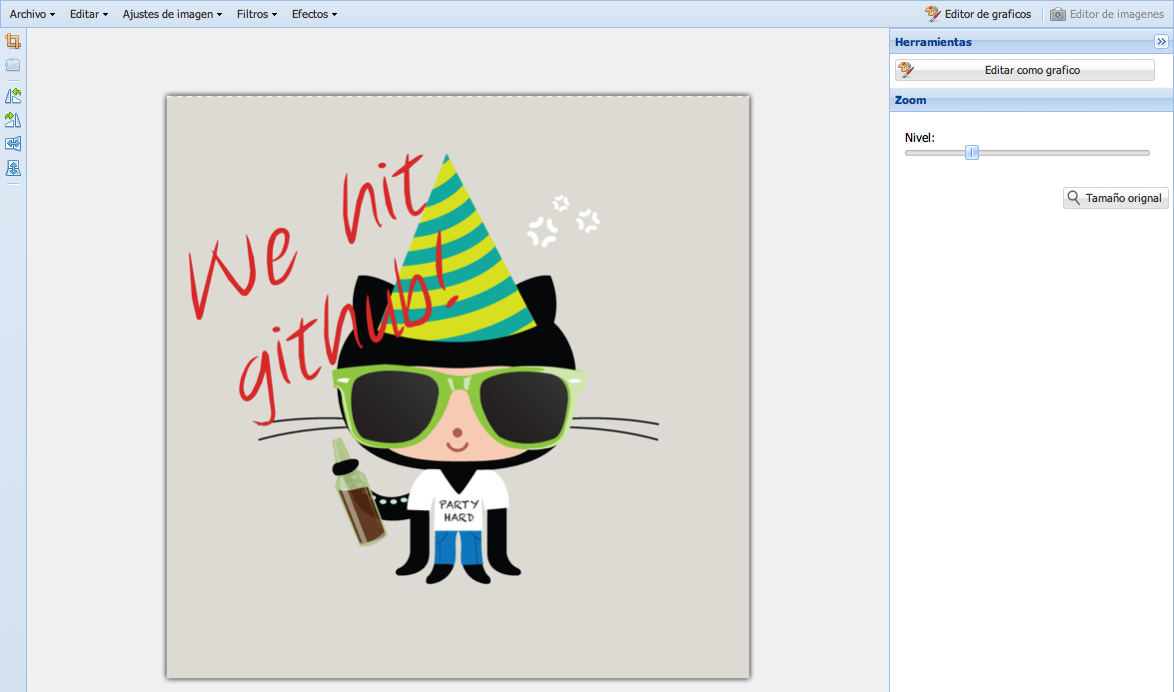 Archivo Editar Ajustes de imagen Filtros Efectos Editor de graficos Editor de imagenes
Herramientas
Editar como grafico
Zoom
Nivel:
Tamaño orignal
We hit
github!
PARTY
HARD